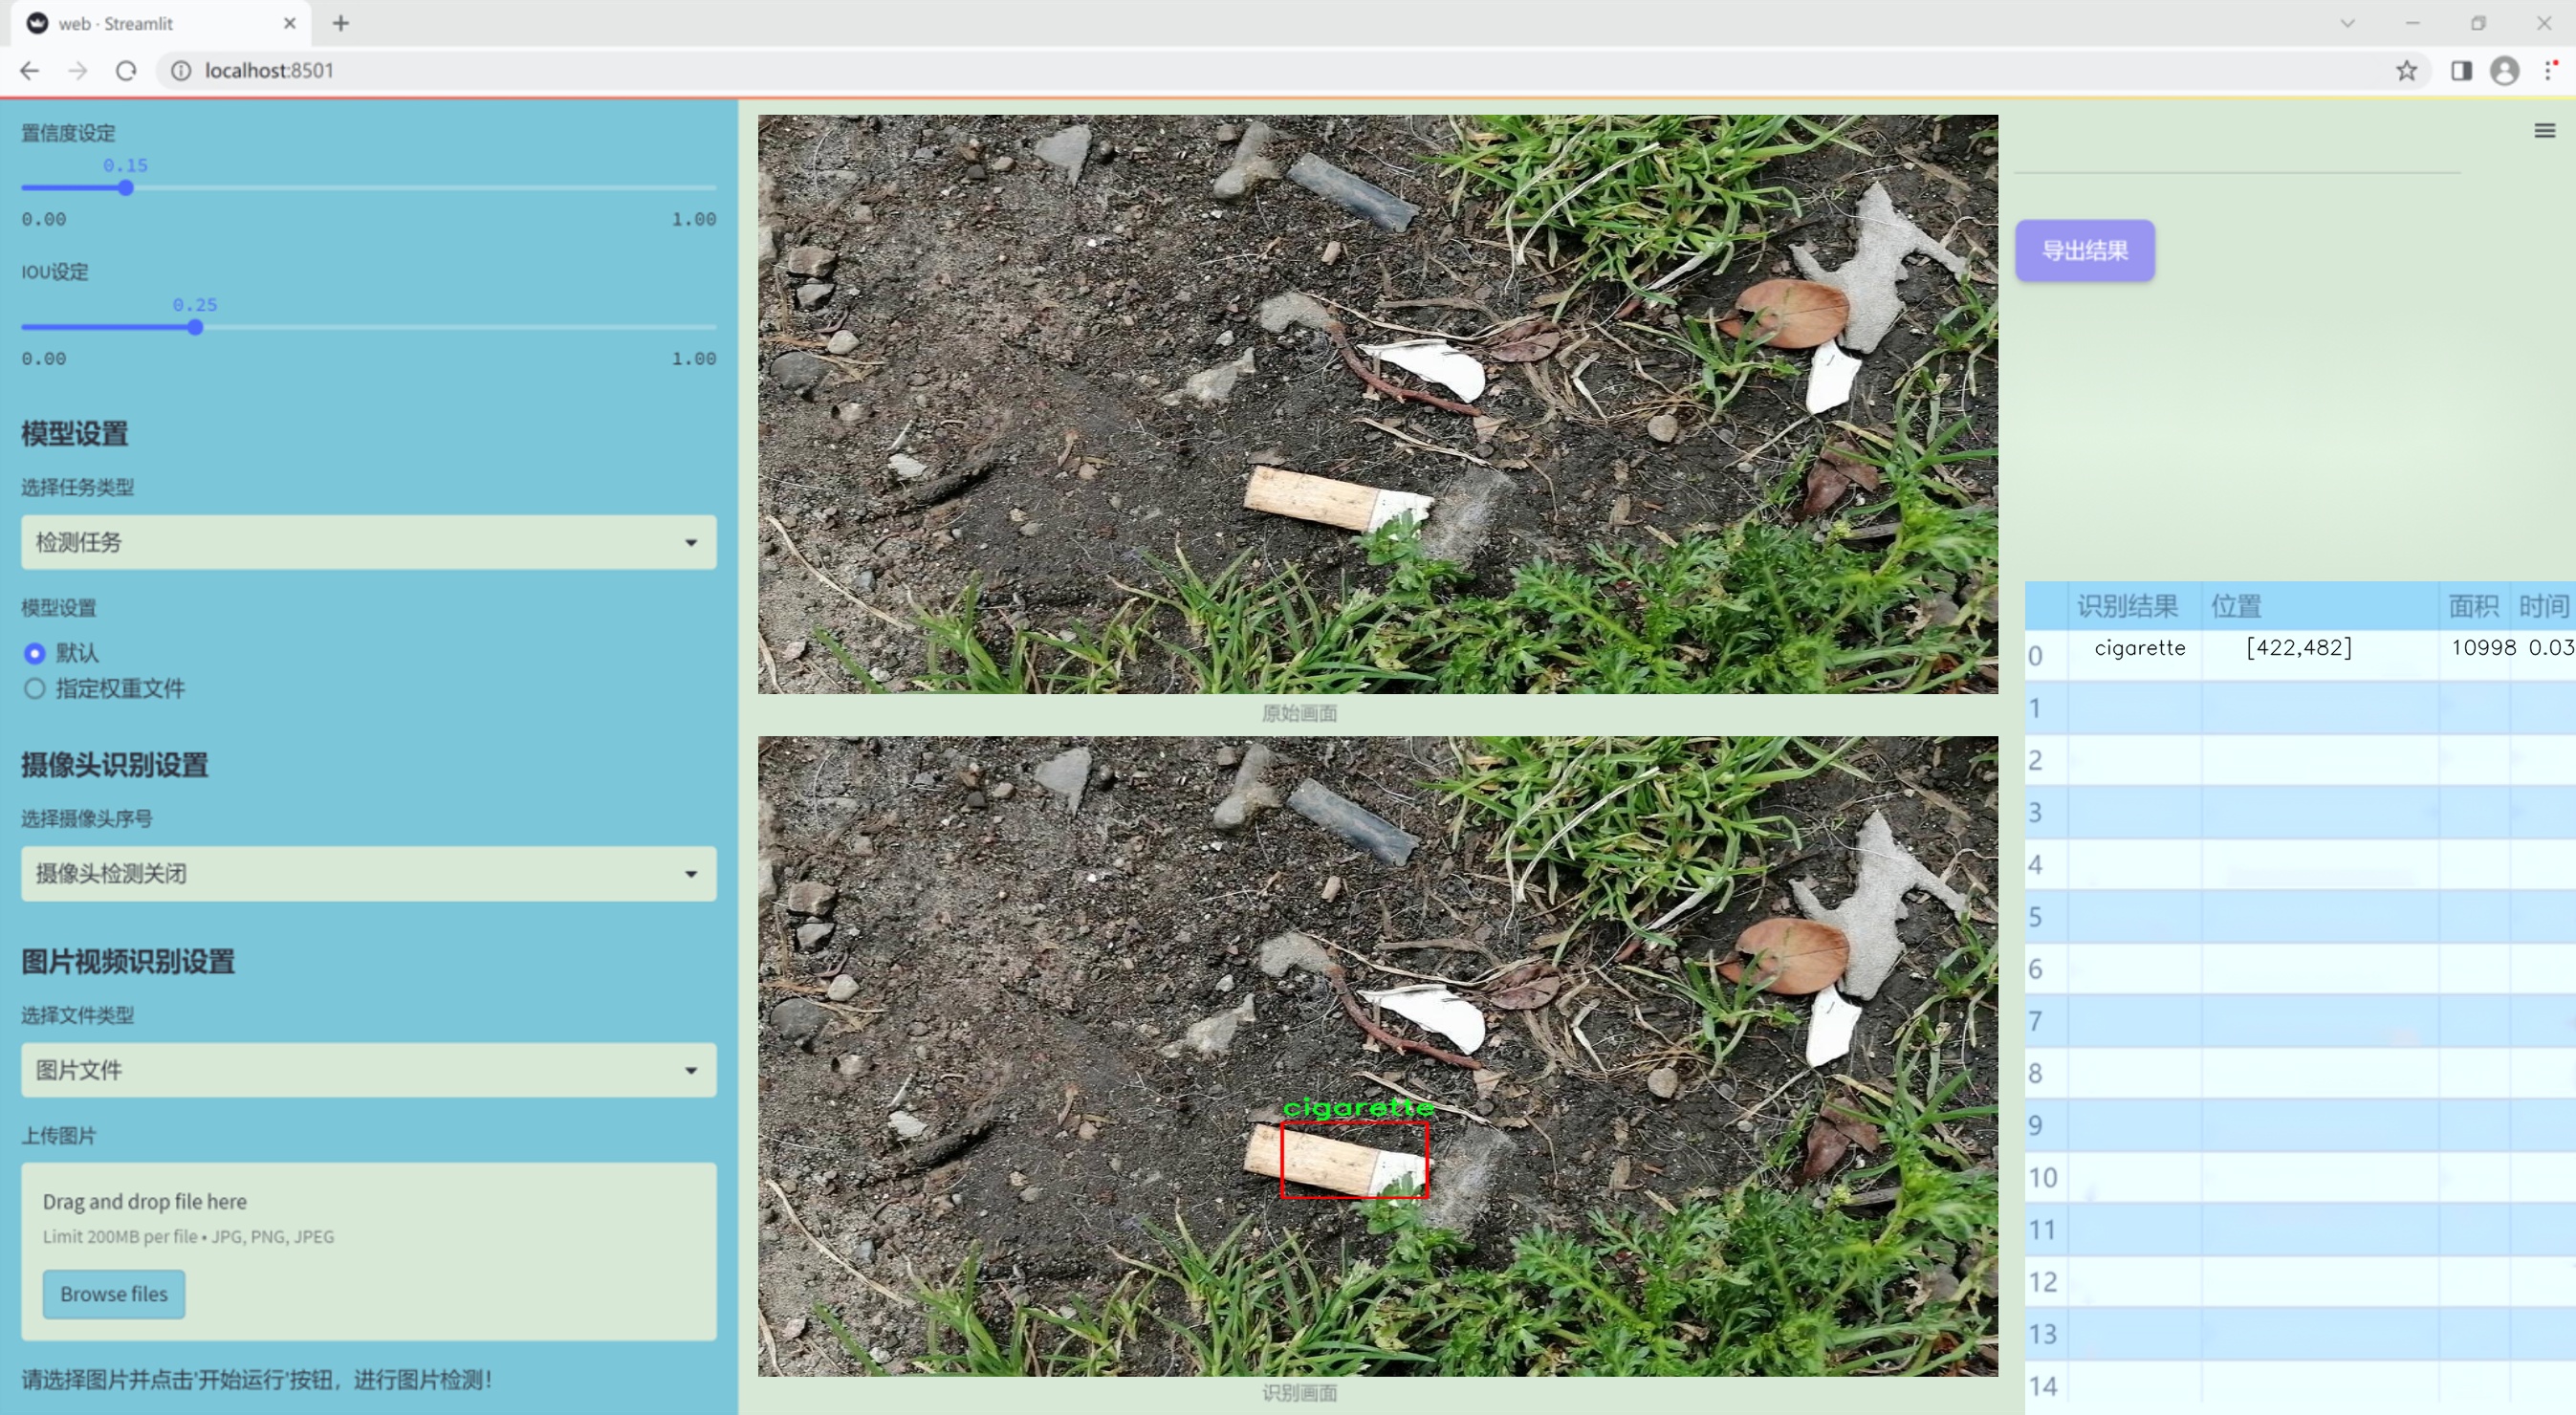 web · Streamlit
localhost:8501
置信度设定
0.15
0.00 1.00
IOU设定
0.25
0.00 1.00
模型设置
选择任务类型
检测任务
模型设置
默认
指定权重文件
摄像头识别设置
选择摄像头序号
摄像头检测关闭
图片视频识别设置
选择文件类型
图片文件
上传图片
Drag and drop file here
Limit 200MB per file • JPG, PNG, JPEG
Browse files
请选择图片并点击'开始运行'按钮，进行图片检测！
原始画面
cigarette
识别画面
导出结果
识别结果 位置 面积 时间
0 cigarette [422,482] 10998 0.03
1
2
3
4
5
6
7
8
9
10
11
12
13
14